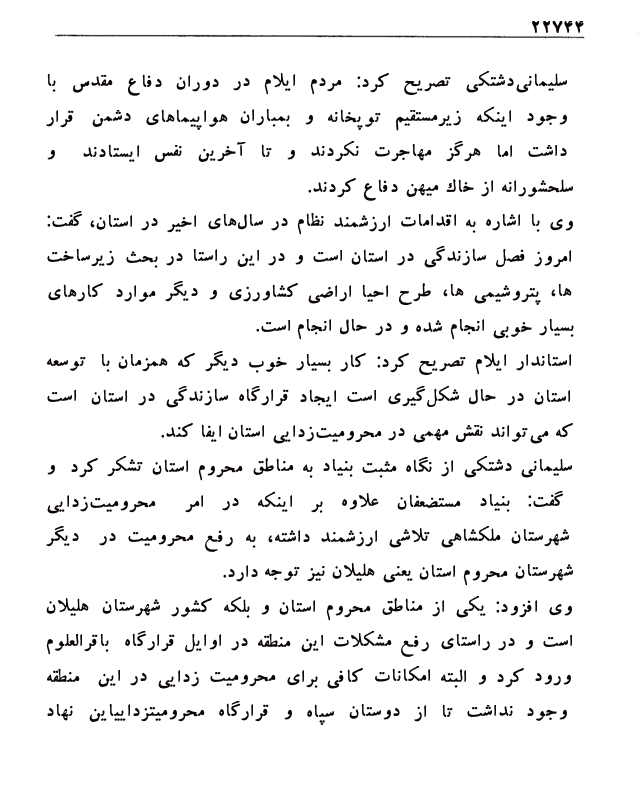 ۲۲۷۴۴
سلیمانی‌دشتکی تصریح کرد: مردم ایلام در دوران دفاع مقدس با
وجود اینکه زیرمستقیم توپخانه و بمباران هواپیماهای دشمن قرار
داشت اما هرگز مهاجرت نکردند و تا آخرین نفس ایستادند و
سلحشورانه از خاك میهن دفاع کردند.
وی با اشاره به اقدامات ارزشمند نظام در سال‌های اخیر در استان، گفت:
امروز فصل سازندگی در استان است و در این راستا در بحث زیرساخت
ها، پتروشیمی ها، طرح احیا اراضی کشاورزی و دیگر موارد کارهای
بسیار خوبی انجام شده و در حال انجام است.
استاندار ایلام تصریح کرد: کار بسیار خوب دیگر که همزمان با توسعه
استان در حال شکل‌گیری است ایجاد قرارگاه سازندگی در استان است
که می‌تواند نقش مهمی در محرومیت‌زدایی استان ایفا کند.
سلیمانی دشتکی از نگاه مثبت بنیاد به مناطق محروم استان تشکر کرد و
گفت: بنیاد مستضعفان علاوه بر اینکه در امر محرومیت‌زدایی
شهرستان ملکشاهی تلاشی ارزشمند داشته، به رفع محرومیت در دیگر
شهرستان محروم استان یعنی هلیلان نیز توجه دارد.
وی افزود: یکی از مناطق محروم استان و بلکه کشور شهرستان هلیلان
است و در راستای رفع مشکلات این منطقه در اوایل قرارگاه باقرالعلوم
ورود کرد و البته امکانات کافی برای محرومیت زدایی در این منطقه
وجود نداشت تا از دوستان سپاه و قرارگاه محرومیتزداییاین نهاد